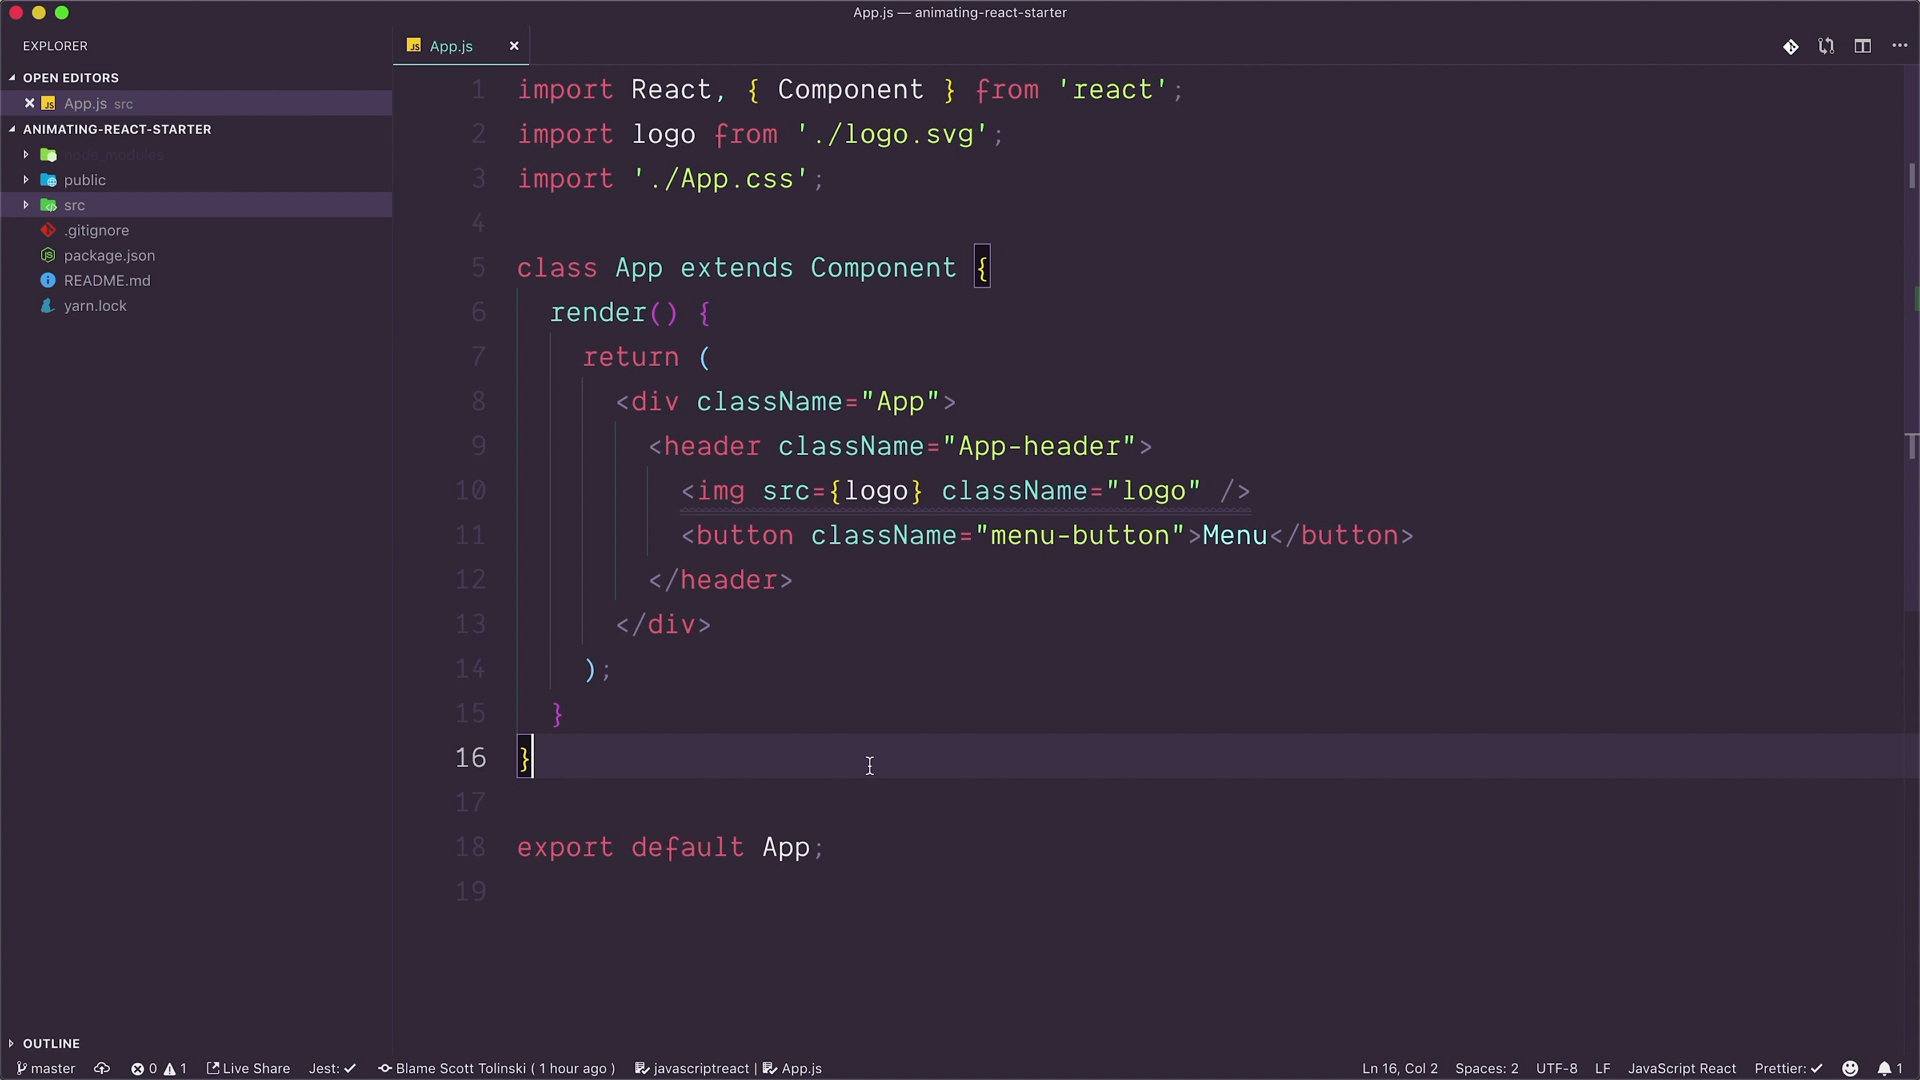 App.js — animating-react-starter
EXPLORER
OPEN EDITORS
App.js src
ANIMATING-REACT-STARTER
node_modules
public
src
.gitignore
package.json
README.md
yarn.lock
OUTLINE
App.js
1 import React, { Component } from 'react';
2 import logo from './logo.svg';
3 import './App.css';
4
5 class App extends Component {
6 render() {
7 return (
8 <div className="App">
9 <header className="App-header">
10 <img src={logo} className="logo" />
11 <button className="menu-button">Menu</button>
12 </header>
13 </div>
14 );
15 }
16 }
17
18 export default App;
19
master 0 1 Live Share Jest: ✓ Blame Scott Tolinski ( 1 hour ago ) javascriptreact | App.js Ln 16, Col 2 Spaces: 2 UTF-8 LF JavaScript React Prettier: ✓ 1